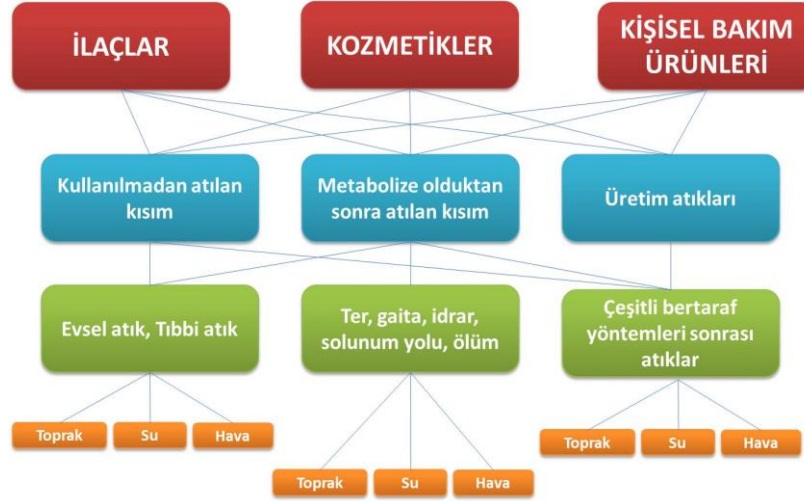 İLAÇLAR
KOZMETİKLER
KİŞİSEL BAKIM
ÜRÜNLERİ
Kullanılmadan atılan
kısım
Metabolize olduktan
sonra atılan kısım
Üretim atıkları
Evsel atık, Tıbbi atık
Ter, gaita, idrar,
solunum yolu, ölüm
Çeşitli bertaraf
yöntemleri sonrası
atıklar
Toprak
Su
Hava
Toprak
Su
Hava
Toprak
Su
Hava